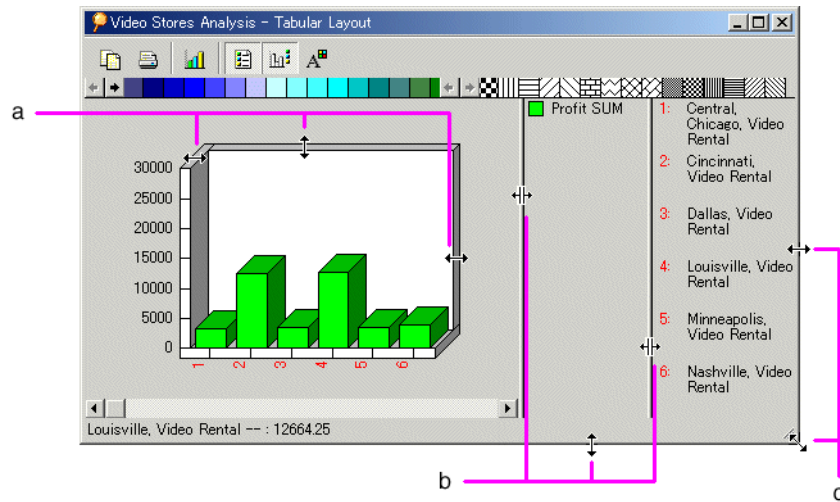 Video Stores Analysis - Tabular Layout
A
a
Profit SUM
1: Central,
Chicago, Video
Rental
2: Cincinnati,
Video Rental
3: Dallas, Video
Rental
4: Louisville, Video
Rental
5: Minneapolis,
Video Rental
6: Nashville, Video
Rental
30000
25000
20000
15000
10000
5000
0
1 2 3 4 5 6
Louisville, Video Rental -- : 12664.25
b